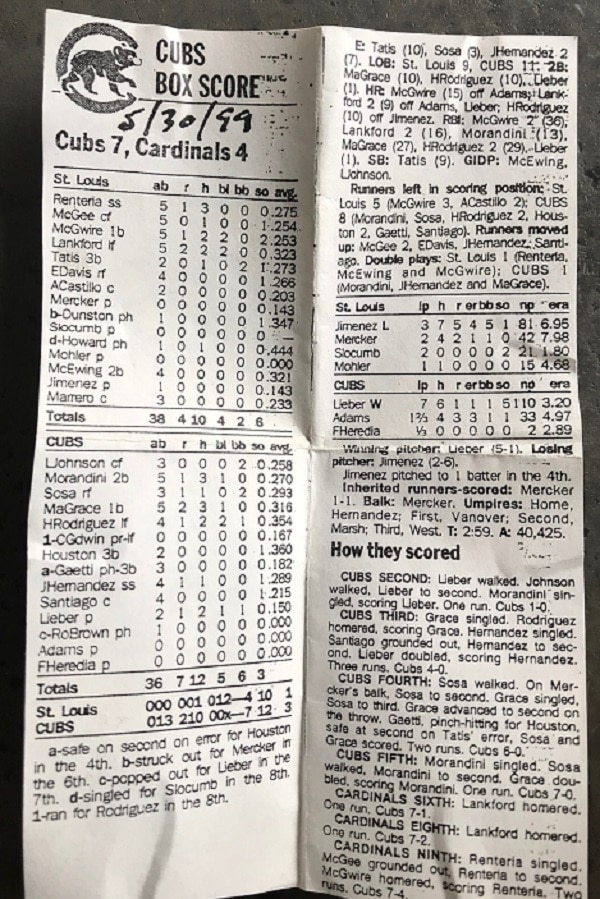 CUBS
BOX SCORE
5/30/99
Cubs 7, Cardinals 4
St. Louis ab r h bi bb so avg.
Renteria ss 5 1 3 0 0 0 .275
McGee cf 5 0 1 0 0 1 .254
McGwire 1b 5 1 2 2 0 2 .253
Lankford lf 5 2 2 2 0 0 .323
Tatis 3b 2 0 1 0 2 1 .273
EDavis rf 4 0 0 0 0 1 .266
ACastillo c 2 0 0 0 0 0 .203
Mercker p 0 0 0 0 0 0 .143
b-Dunston ph 1 0 0 0 0 1 .347
Slocumb p 0 0 0 0 0 0 —
d-Howard ph 1 0 1 0 0 0 .444
Mohler p 0 0 0 0 0 0 .000
McEwing 2b 4 0 0 0 0 0 .321
Jimenez p 1 0 0 0 0 0 .143
Marrero c 3 0 0 0 0 0 .233
Totals 38 4 10 4 2 6
CUBS ab r h bi bb so avg.
LJohnson cf 3 0 0 0 2 0 .258
Morandini 2b 5 1 3 1 0 0 .270
Sosa rf 3 1 1 0 2 0 .293
MaGrace 1b 5 2 3 1 0 0 .316
HRodriguez lf 4 1 2 2 1 0 .354
1-CGdwin pr-lf 0 0 0 0 0 0 .167
Houston 3b 2 0 0 0 0 1 .360
a-Gaetti ph-3b 3 0 0 0 0 0 .182
JHernandez ss 4 1 1 0 0 1 .289
Santiago c 4 0 0 0 0 1 .215
Lieber p 2 1 2 1 1 0 .150
c-RoBrown ph 1 0 0 0 0 0 .000
Adams p 0 0 0 0 0 0 .000
FHeredia p 0 0 0 0 0 0 .000
Totals 36 7 12 5 6 3
St. Louis 000 001 012—4 10 1
CUBS 013 210 00x—7 12 3
a-safe on second on error for Houston
in the 4th. b-struck out for Mercker in
the 6th. c-popped out for Lieber in the
7th. d-singled for Slocumb in the 8th.
1-ran for Rodriguez in the 8th.
E: Tatis (10), Sosa (3), JHernandez 2
(7). LOB: St. Louis 9, CUBS 11. 2B:
MaGrace (10), HRodriguez (10), Lieber
(1). HR: McGwire (15) off Adams; Lank-
ford 2 (9) off Adams, Lieber; HRodriguez
(10) off Jimenez. RBI: McGwire 2 (36),
Lankford 2 (16), Morandini (13),
MaGrace (27), HRodriguez 2 (29), Lieber
(1). SB: Tatis (9). GIDP: McEwing,
LJohnson.
Runners left in scoring position: St.
Louis 5 (McGwire 3, ACastillo 2); CUBS
8 (Morandini, Sosa, HRodriguez 2, Hous-
ton 2, Gaetti, Santiago). Runners moved
up: McGee 2, EDavis, JHernandez, Santi-
ago. Double plays: St. Louis 1 (Renteria,
McEwing and McGwire); CUBS 1
(Morandini, JHernandez and MaGrace).
St. Louis ip h r er bb so np era
Jimenez L 3 7 5 4 5 1 81 6.95
Mercker 2 4 2 1 1 0 42 7.98
Slocumb 2 0 0 0 0 2 21 1.80
Mohler 1 1 0 0 0 0 15 4.68
CUBS ip h r er bb so np era
Lieber W 7 6 1 1 1 5 110 3.20
Adams 1⅔ 4 3 3 1 1 33 4.97
FHeredia ⅓ 0 0 0 0 0 2 2.89
Winning pitcher: Lieber (5-1). Losing
pitcher: Jimenez (2-6).
Jimenez pitched to 1 batter in the 4th.
Inherited runners-scored: Mercker
1-1. Balk: Mercker. Umpires: Home,
Hernandez; First, Vanover; Second,
Marsh; Third, West. T: 2:59. A: 40,425.
How they scored
CUBS SECOND: Lieber walked. Johnson
walked, Lieber to second. Morandini sin-
gled, scoring Lieber. One run. Cubs 1-0.
CUBS THIRD: Grace singled. Rodriguez
homered, scoring Grace. Hernandez singled.
Santiago grounded out, Hernandez to sec-
ond. Lieber doubled, scoring Hernandez.
Three runs. Cubs 4-0.
CUBS FOURTH: Sosa walked. On Mer-
cker's balk, Sosa to second. Grace singled,
Sosa to third. Grace advanced to second on
the throw. Gaetti, pinch-hitting for Houston,
safe at second on Tatis' error, Sosa and
Grace scored. Two runs. Cubs 6-0.
CUBS FIFTH: Morandini singled. Sosa
walked, Morandini to second. Grace dou-
bled, scoring Morandini. One run. Cubs 7-0.
CARDINALS SIXTH: Lankford homered.
One run. Cubs 7-1.
CARDINALS EIGHTH: Lankford homered.
One run. Cubs 7-2.
CARDINALS NINTH: Renteria singled.
McGee grounded out, Renteria to second.
McGwire homered, scoring Renteria. Two
runs. Cubs 7-4.